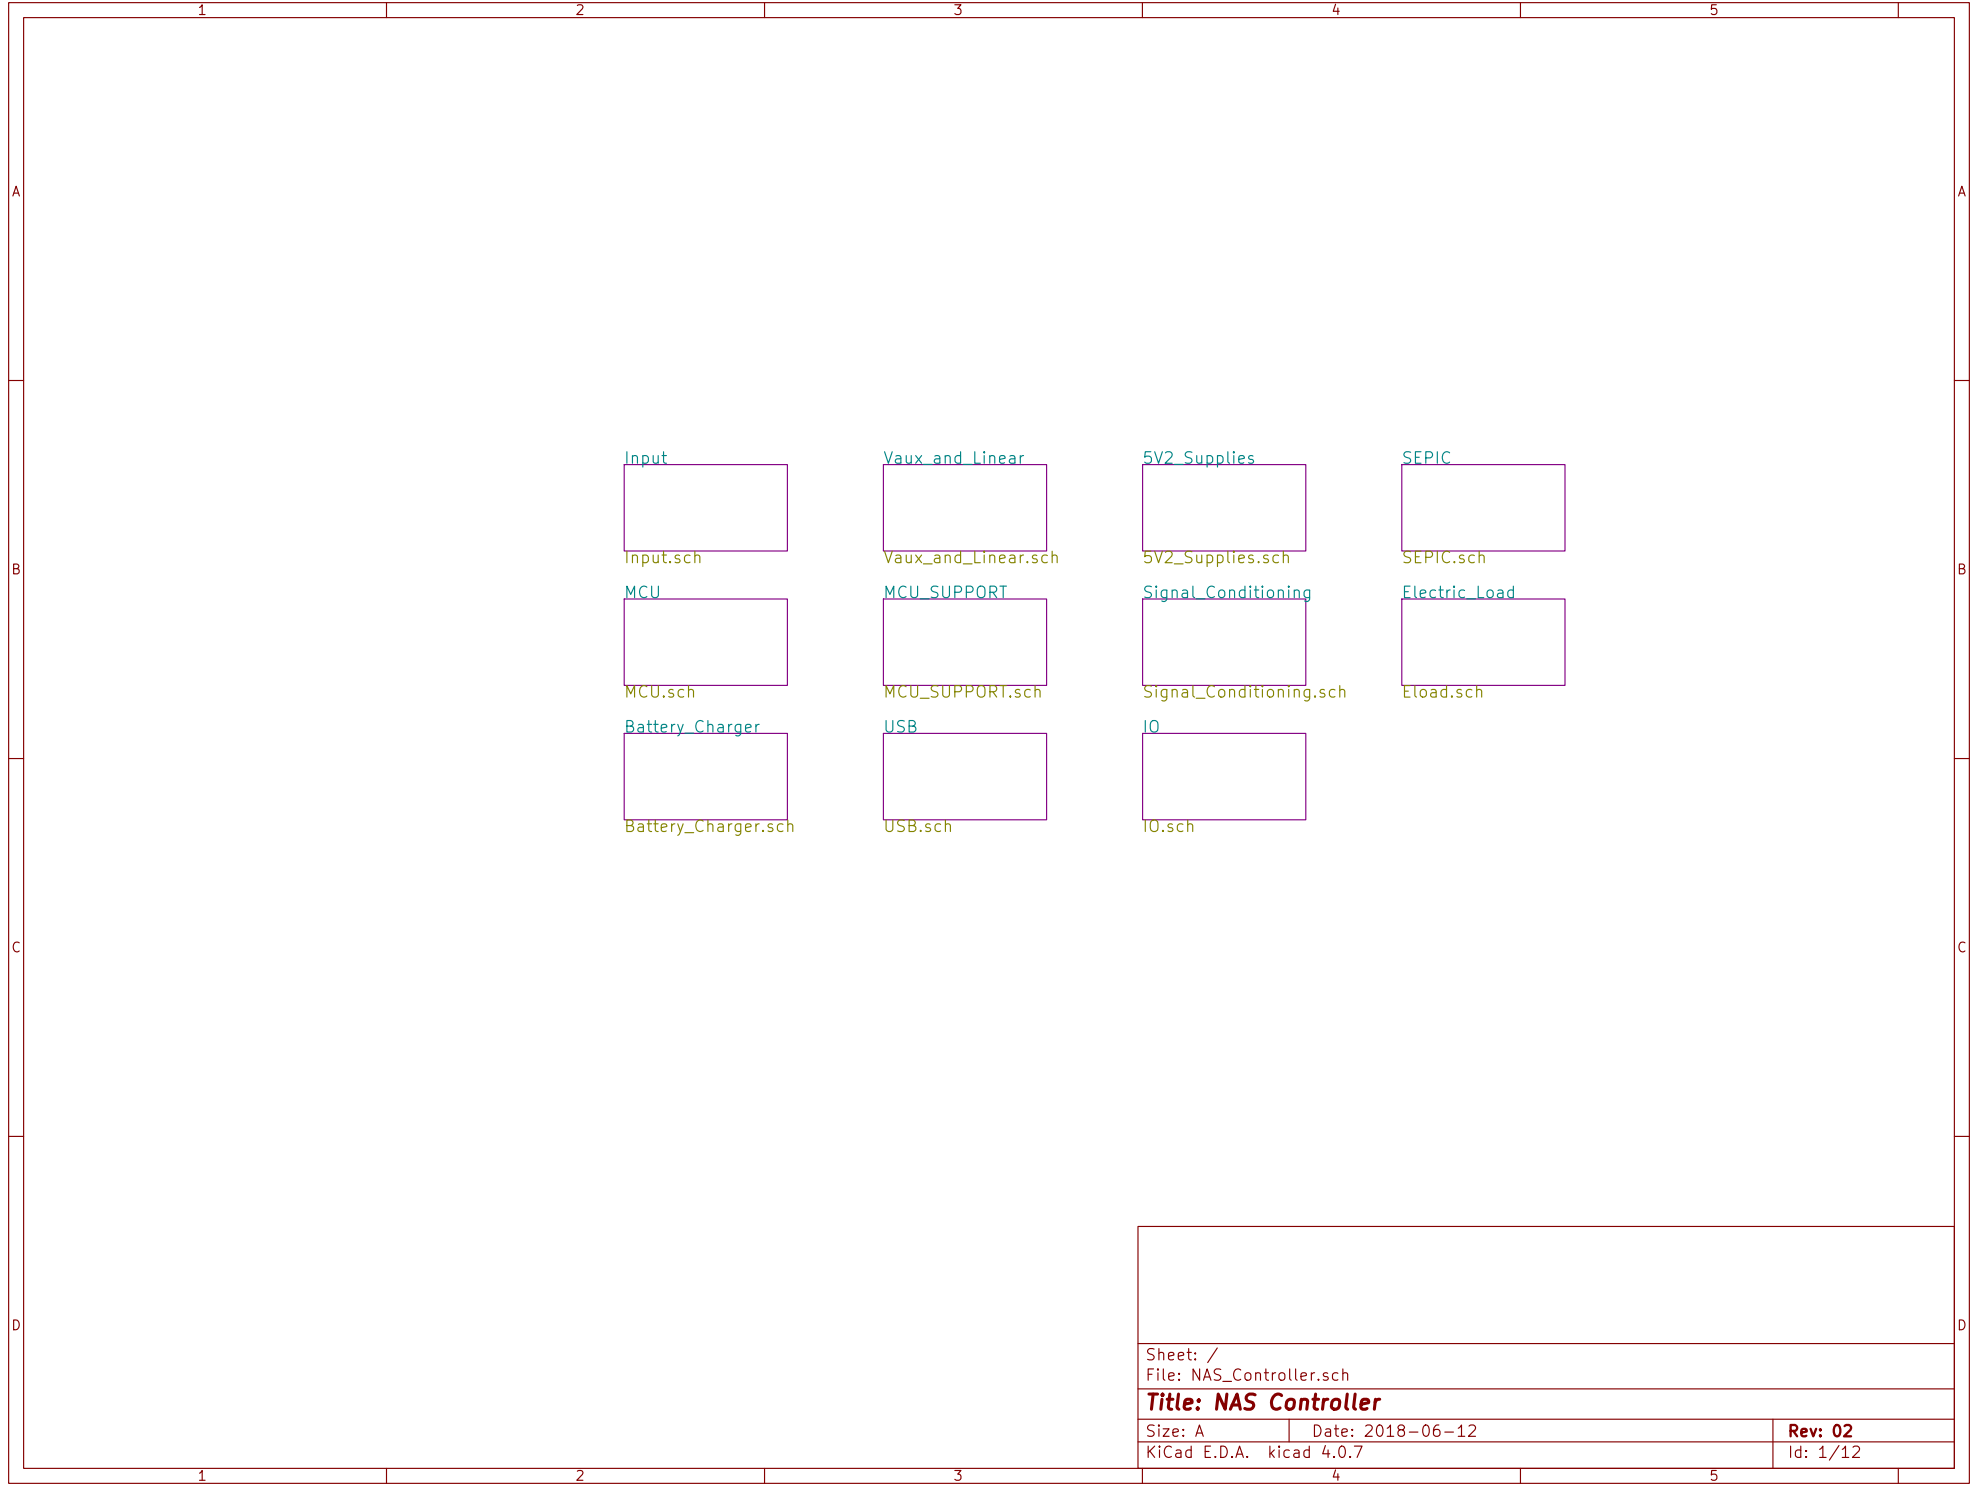 1 2 3 4 5
A A
Input Vaux_and_Linear 5V2_Supplies SEPIC
Input.sch Vaux_and_Linear.sch 5V2_Supplies.sch SEPIC.sch
B B
MCU MCU_SUPPORT Signal_Conditioning Electric_Load
MCU.sch MCU_SUPPORT.sch Signal_Conditioning.sch Eload.sch
Battery_Charger USB IO
Battery_Charger.sch USB.sch IO.sch
C C
D D
Sheet: /
File: NAS_Controller.sch
Title: NAS Controller
Size: A Date: 2018-06-12 Rev: 02
KiCad E.D.A. kicad 4.0.7 Id: 1/12
1 2 3 4 5